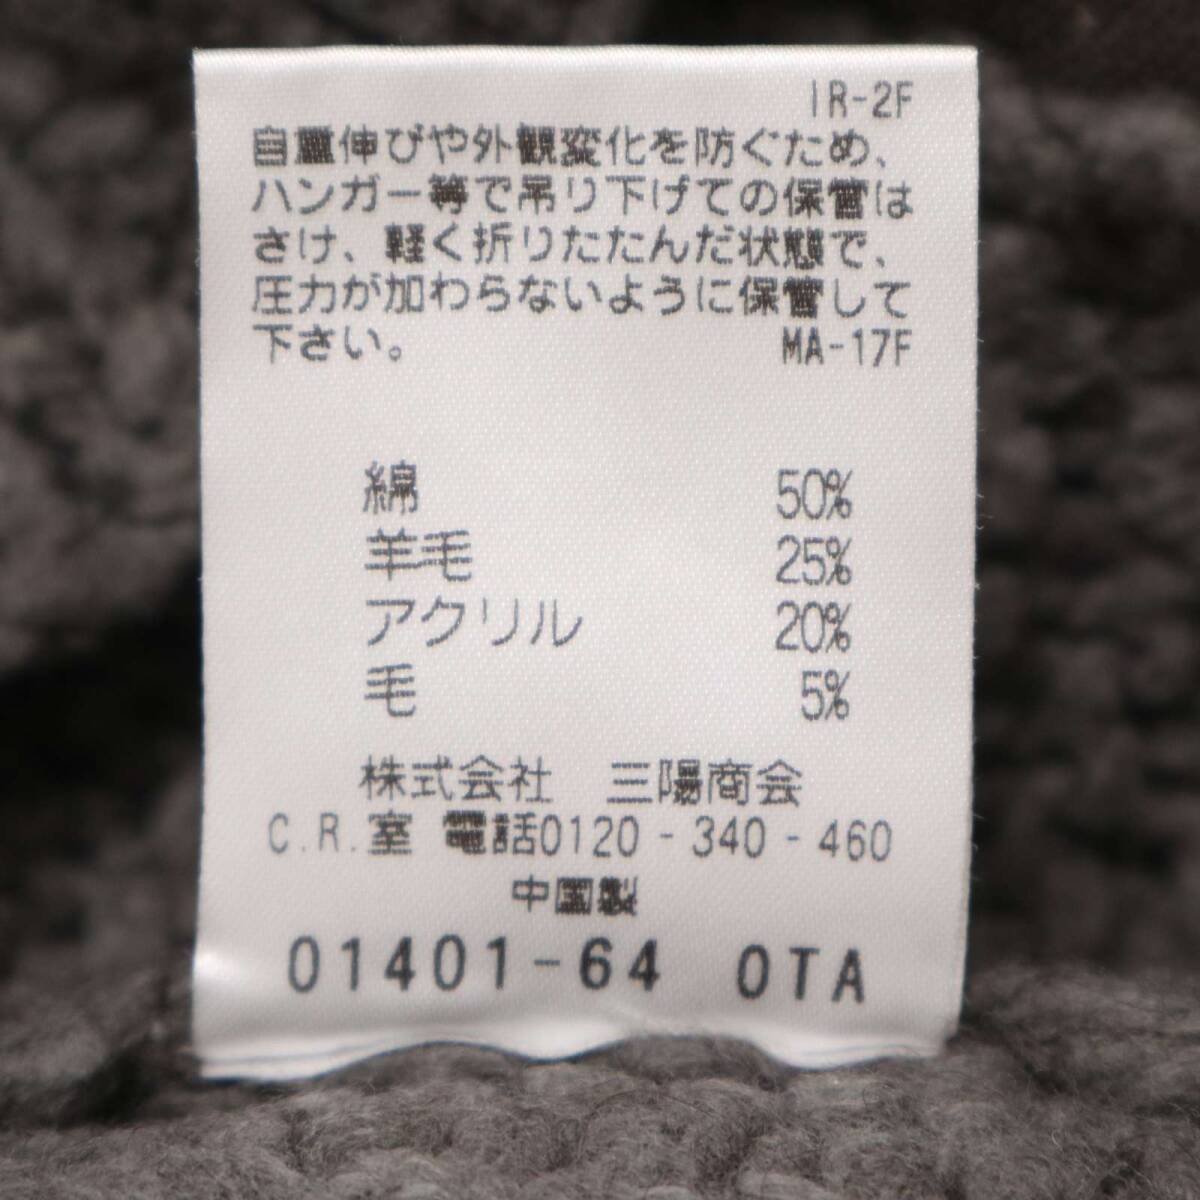 IR-2F
自重伸びや外観変化を防ぐため、
ハンガー等で吊り下げての保管は
さけ、軽く折りたたんだ状態で、
圧力が加わらないように保管して
下さい。 MA-17F
綿 50%
羊毛 25%
アクリル 20%
毛 5%
株式会社 三陽商会
C.R.室 電話0120-340-460
中国製
01401-64 OTA